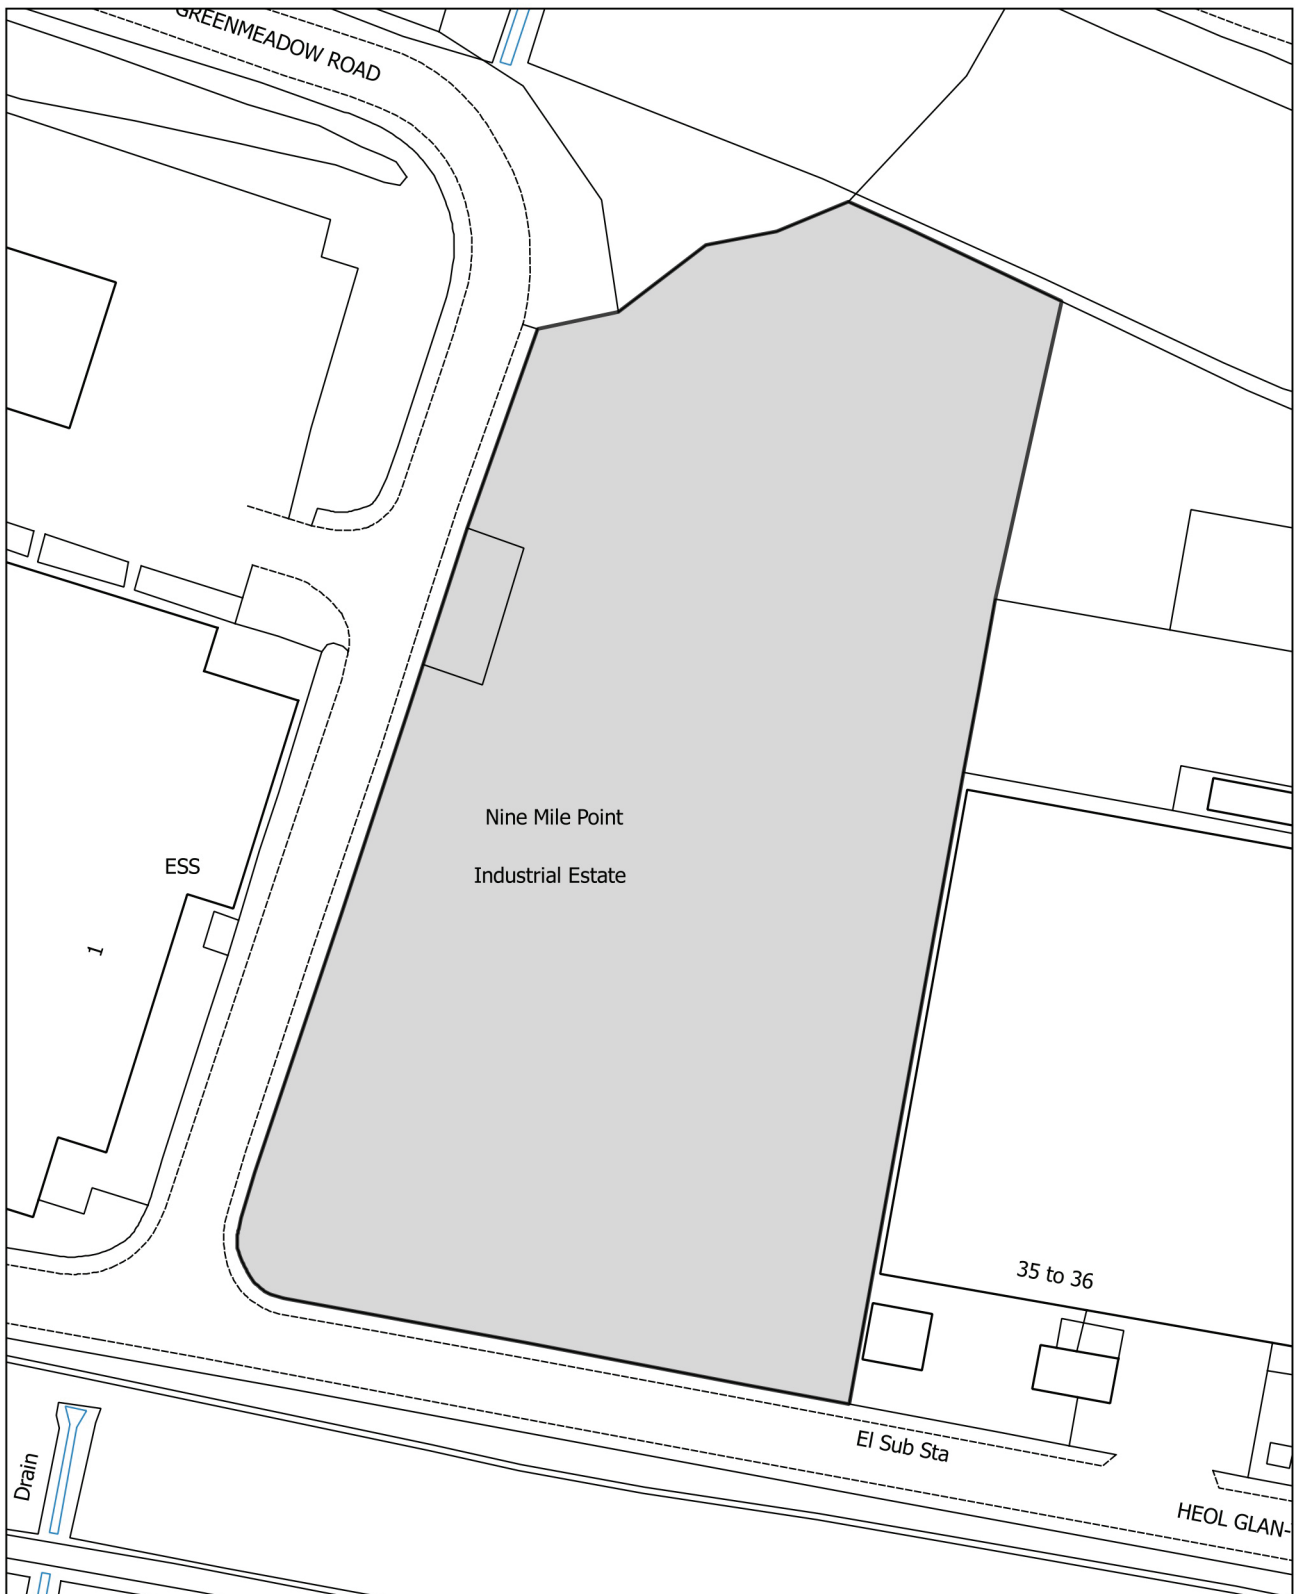 GREENMEADOW ROAD
Nine Mile Point
Industrial Estate
ESS
1
35 to 36
El Sub Sta
Drain
HEOL GLAN-